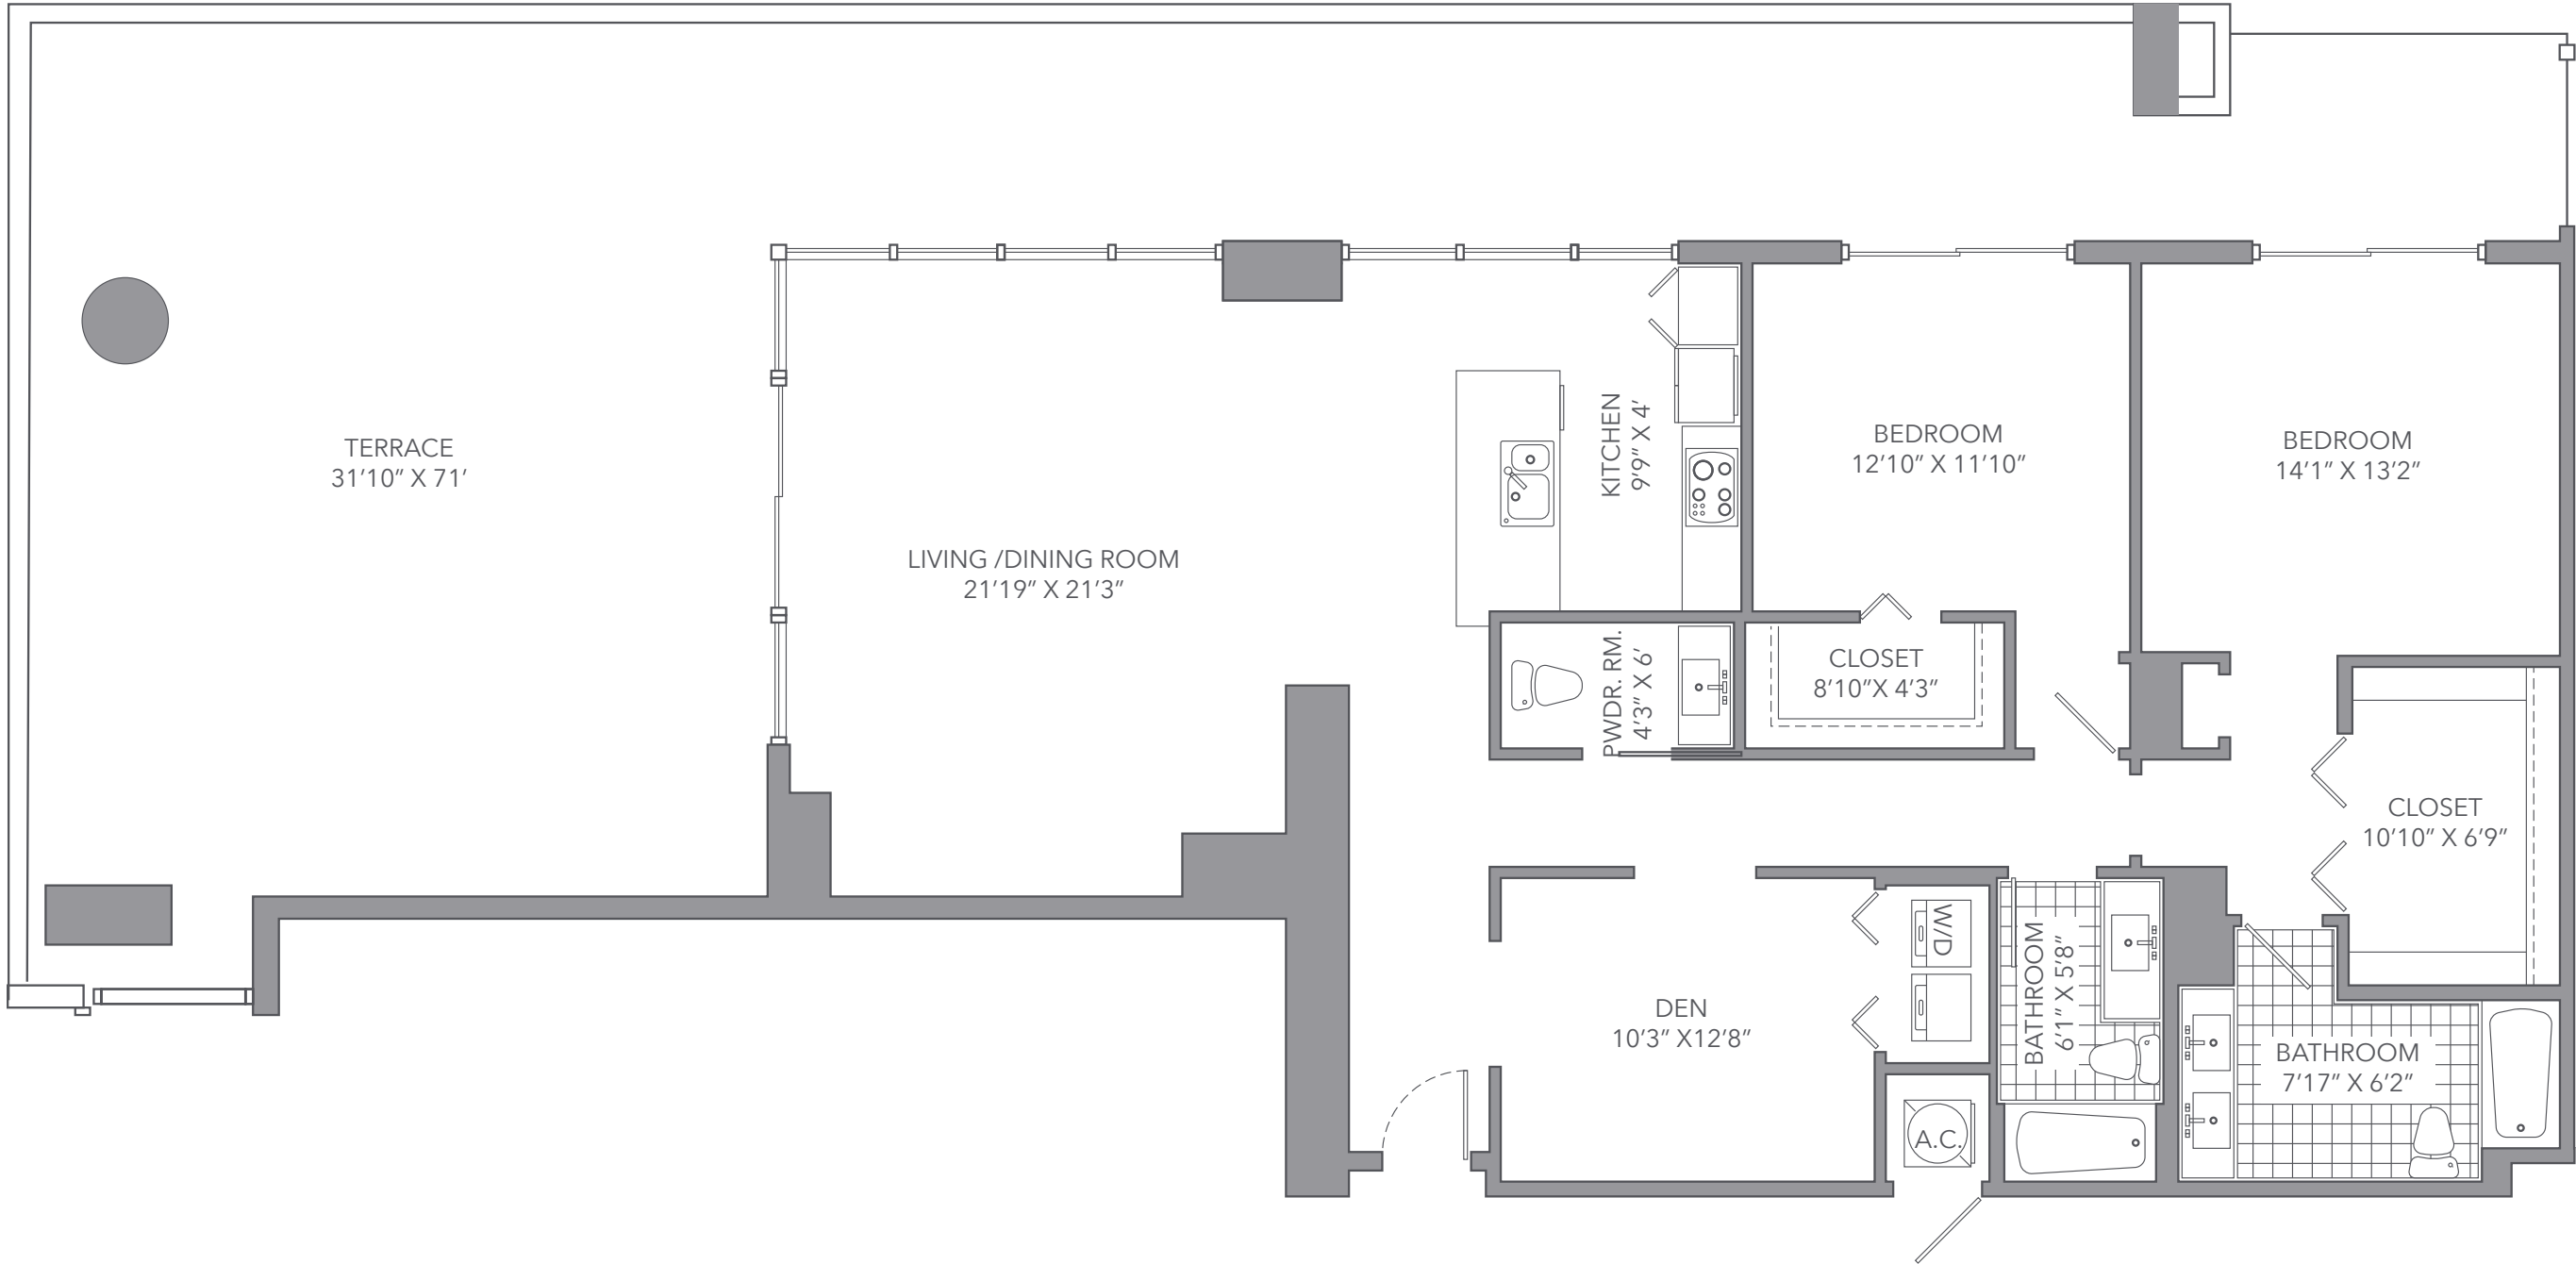 TERRACE
31’10” X 71’
LIVING /DINING ROOM
21’19” X 21’3”
KITCHEN
9’9” X 4’
BEDROOM
12’10” X 11’10”
BEDROOM
14’1” X 13’2”
PWDR. RM.
4’3” X 6’
CLOSET
8’10”X 4’3”
CLOSET
10’10” X 6’9”
DEN
10’3” X12’8”
W/D
A.C.
BATHROOM
6’1” X 5’8”
BATHROOM
7’17” X 6’2”